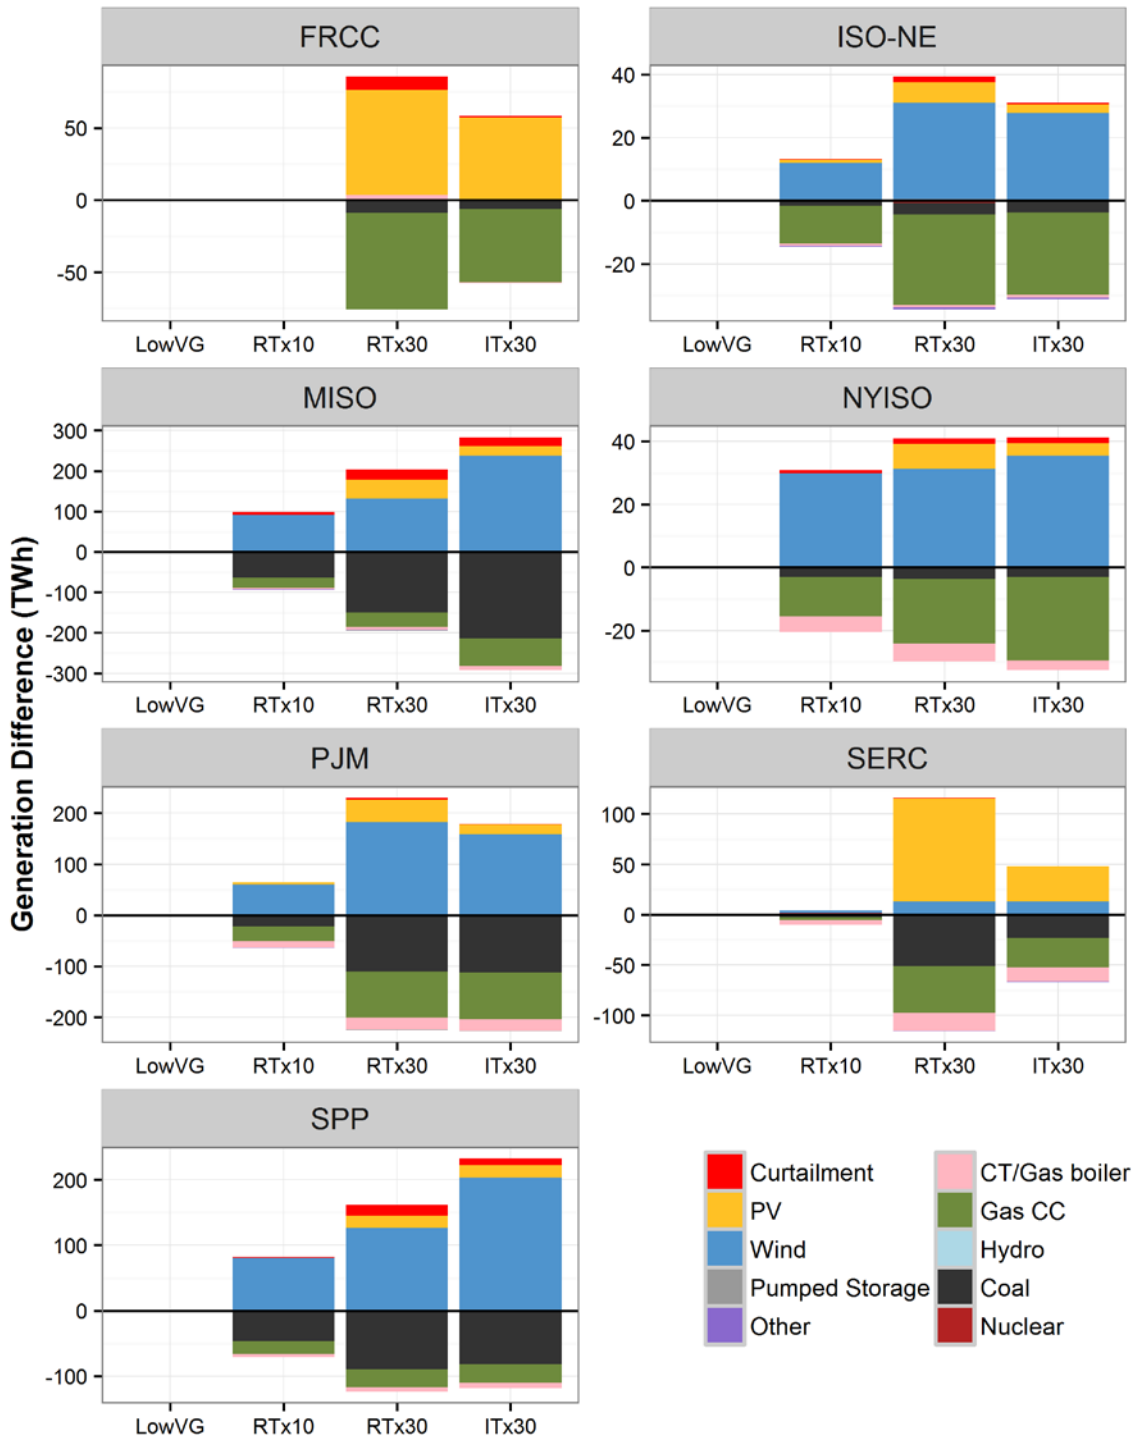 FRCC
50
0
-50
LowVG RTx10 RTx30 ITx30
ISO-NE
40
20
0
-20
LowVG RTx10 RTx30 ITx30
MISO
300
200
100
0
-100
-200
-300
LowVG RTx10 RTx30 ITx30
NYISO
40
20
0
-20
LowVG RTx10 RTx30 ITx30
Generation Difference (TWh)
PJM
200
100
0
-100
-200
LowVG RTx10 RTx30 ITx30
SERC
100
50
0
-50
-100
LowVG RTx10 RTx30 ITx30
SPP
200
100
0
-100
LowVG RTx10 RTx30 ITx30
Curtailment
PV
Wind
Pumped Storage
Other
CT/Gas boiler
Gas CC
Hydro
Coal
Nuclear